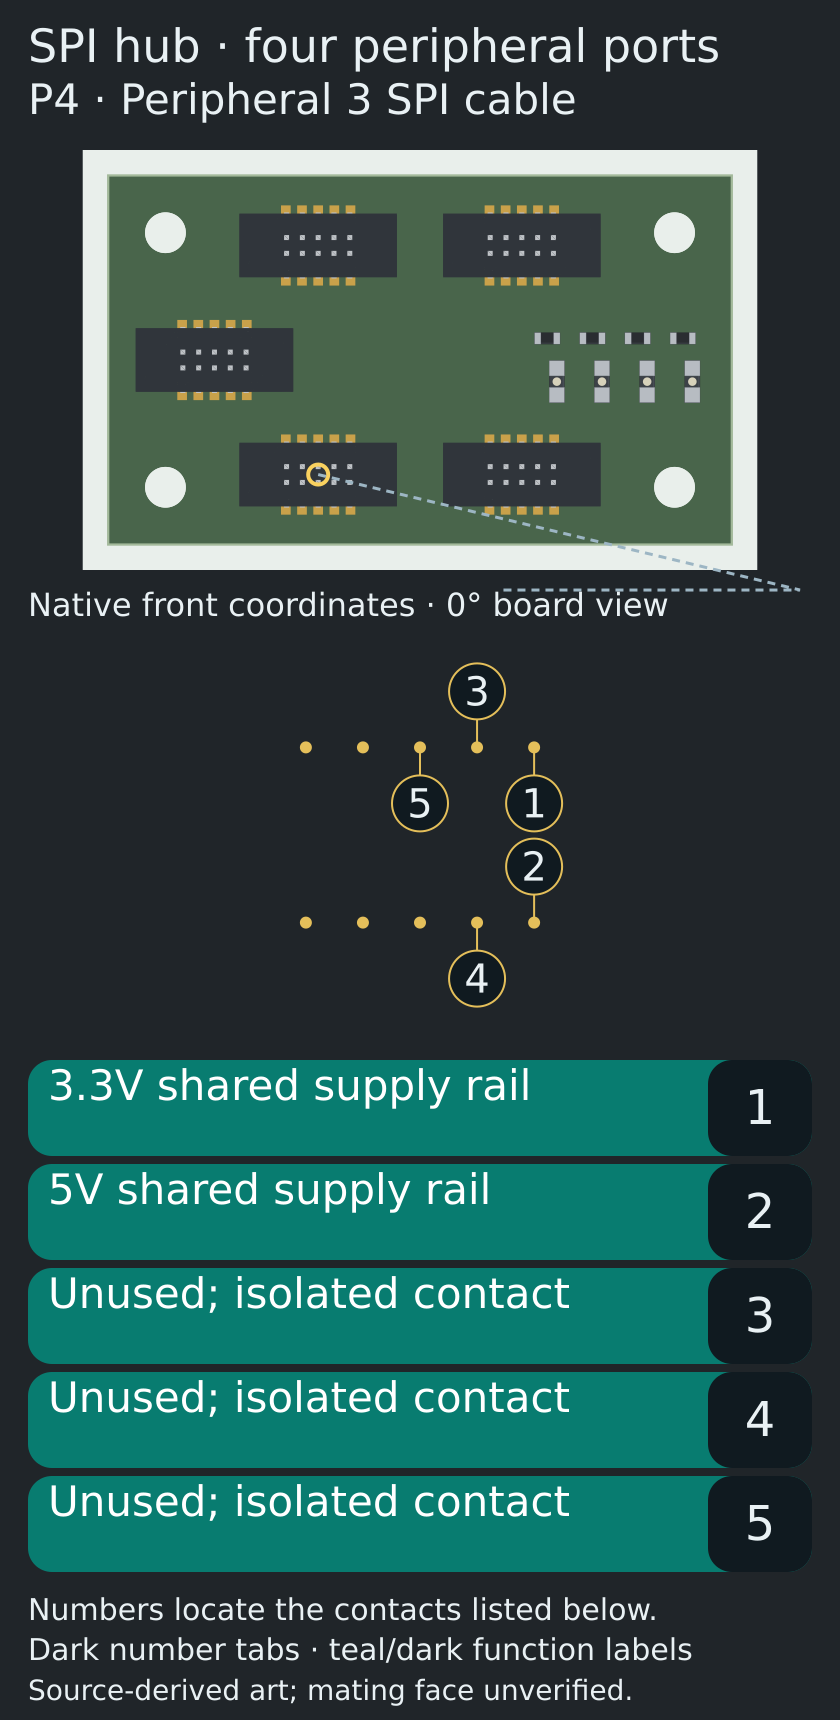 SPI hub · four peripheral ports
P4 · Peripheral 3 SPI cable
Native front coordinates · 0° board view
3
5
1
2
4
3.3V shared supply rail 1
5V shared supply rail 2
Unused; isolated contact 3
Unused; isolated contact 4
Unused; isolated contact 5
Numbers locate the contacts listed below.
Dark number tabs · teal/dark function labels
Source-derived art; mating face unverified.